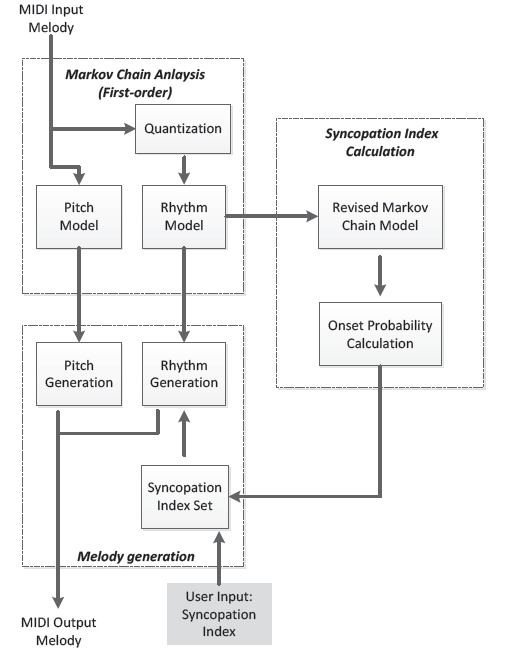 MIDI Input
Melody
Markov Chain Anlaysis
(First-order)
Quantization
Syncopation Index
Calculation
Pitch
Model
Rhythm
Model
Revised Markov
Chain Model
Onset Probability
Calculation
Pitch
Generation
Rhythm
Generation
Syncopation
Index Set
Melody generation
User Input:
Syncopation
Index
MIDI Output
Melody